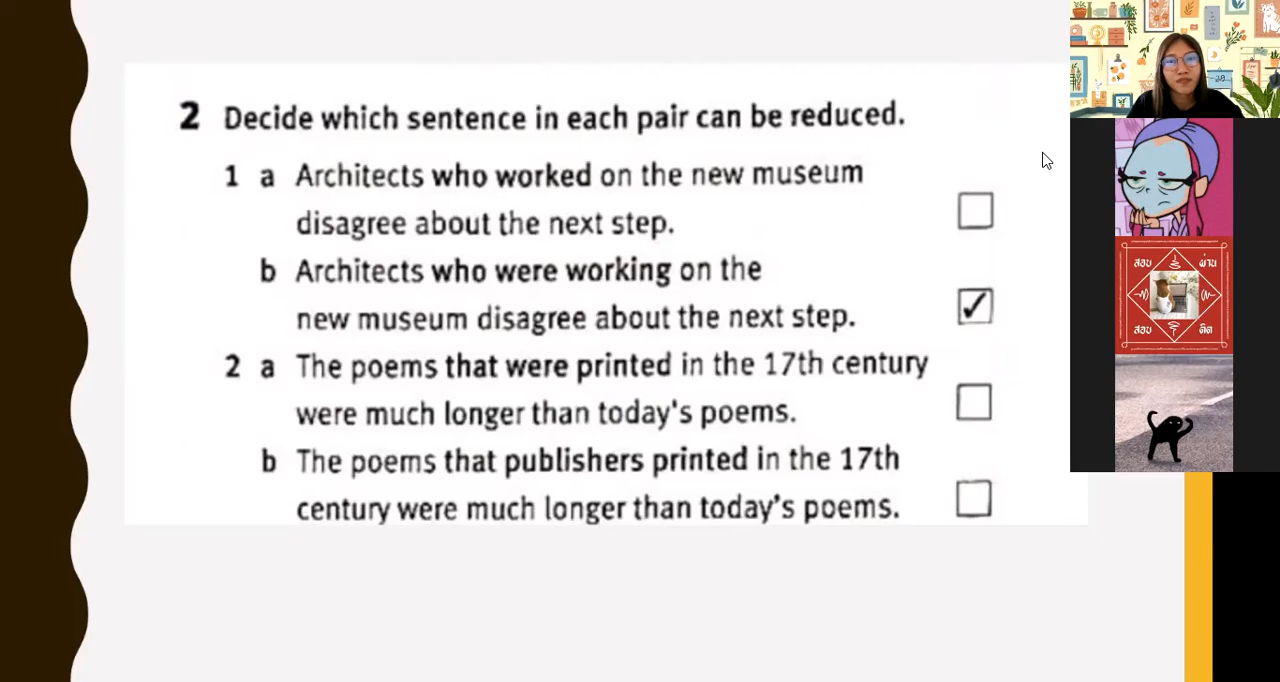 2 Decide which sentence in each pair can be reduced.
1 a Architects who worked on the new museum
disagree about the next step.
b Architects who were working on the
new museum disagree about the next step.
2 a The poems that were printed in the 17th century
were much longer than today's poems.
b The poems that publishers printed in the 17th
century were much longer than today's poems.
สอบ ผ่าน
สอบ ติด